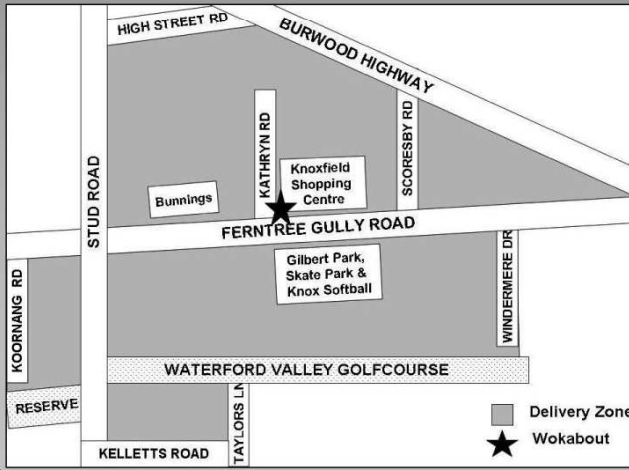 HIGH STREET RD
BURWOOD HIGHWAY
STUD ROAD
KATHRYN RD
SCORESBY RD
Bunnings
Knoxfield
Shopping
Centre
FERNTREE GULLY ROAD
Gilbert Park,
Skate Park &
Knox Softball
KOORNANG RD
WINDERMERE DR
WATERFORD VALLEY GOLFCOURSE
RESERVE
TAYLORS LN
KELLETTS ROAD
Delivery Zone
Wokabout